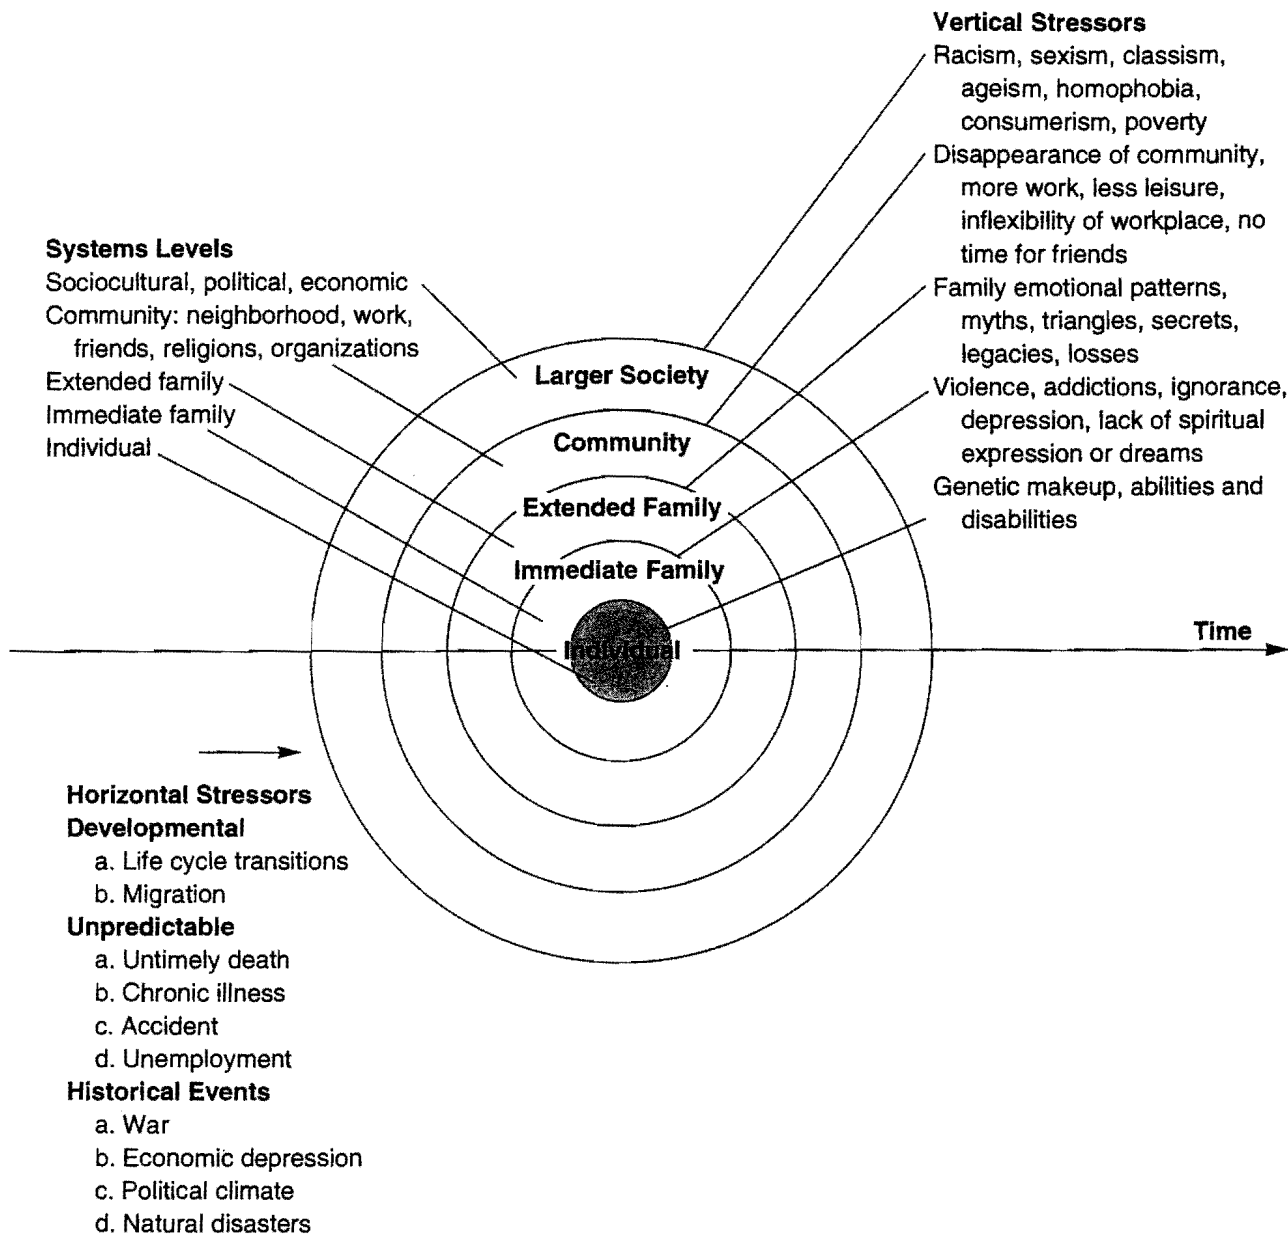 Vertical Stressors
Racism, sexism, classism,
ageism, homophobia,
consumerism, poverty
Disappearance of community,
more work, less leisure,
inflexibility of workplace, no
time for friends
Family emotional patterns,
myths, triangles, secrets,
legacies, losses
Violence, addictions, ignorance,
depression, lack of spiritual
expression or dreams
Genetic makeup, abilities and
disabilities
Systems Levels
Sociocultural, political, economic
Community: neighborhood, work,
friends, religions, organizations
Extended family
Immediate family
Individual
Larger Society
Community
Extended Family
Immediate Family
Individual
Time
Horizontal Stressors
Developmental
a. Life cycle transitions
b. Migration
Unpredictable
a. Untimely death
b. Chronic illness
c. Accident
d. Unemployment
Historical Events
a. War
b. Economic depression
c. Political climate
d. Natural disasters